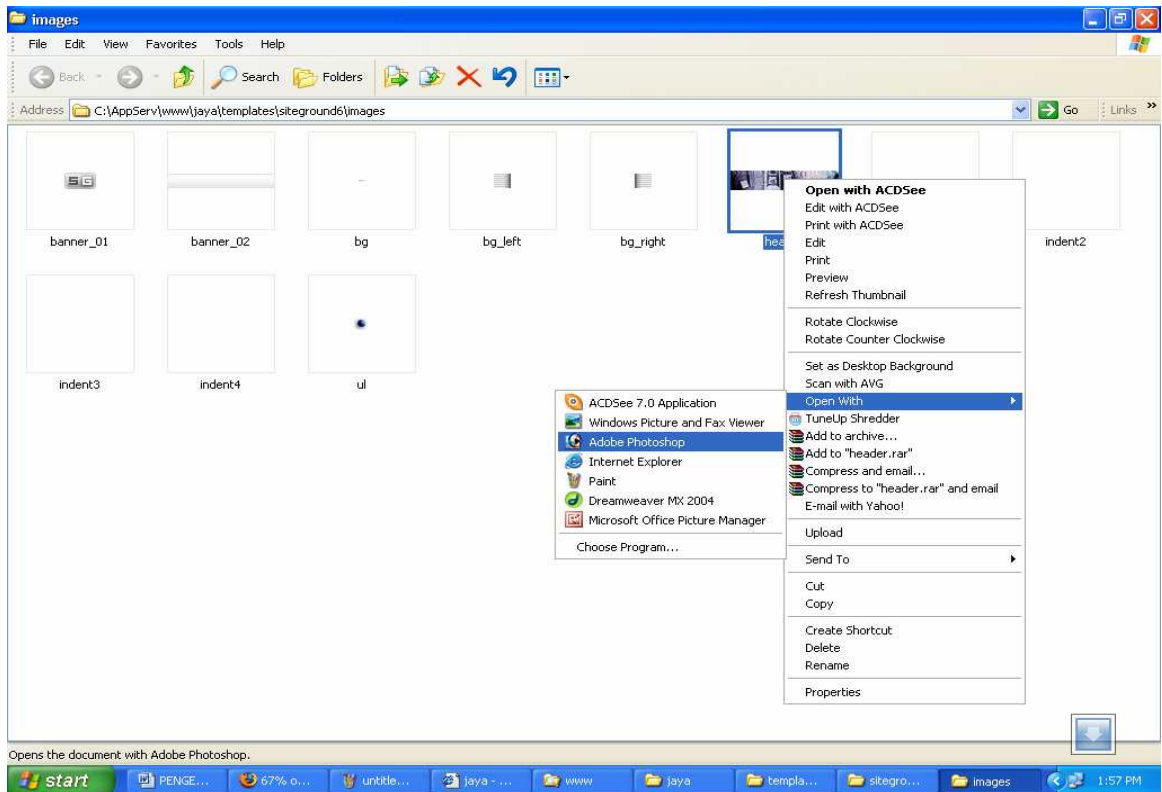 images
File Edit View Favorites Tools Help
Back Search Folders
Address C:\AppServ\www\jaya\templates\siteground6\images Go Links »
SG
banner_01 banner_02 bg bg_left bg_right indent2
indent3 indent4 ul
Open with ACDSee
Edit with ACDSee
Print with ACDSee
Edit
Print
Preview
Refresh Thumbnail
Rotate Clockwise
Rotate Counter Clockwise
Set as Desktop Background
Scan with AVG
Open With
TuneUp Shredder
Add to archive...
Add to "header.rar"
Compress and email...
Compress to "header.rar" and email
E-mail with Yahoo!
Upload
Send To
Cut
Copy
Create Shortcut
Delete
Rename
Properties
ACDSee 7.0 Application
Windows Picture and Fax Viewer
Adobe Photoshop
Internet Explorer
Paint
Dreamweaver MX 2004
Microsoft Office Picture Manager
Choose Program...
Opens the document with Adobe Photoshop.
start PENGE... 67% o... untitle... jaya - ... www jaya templa... sitegro... images 1:57 PM